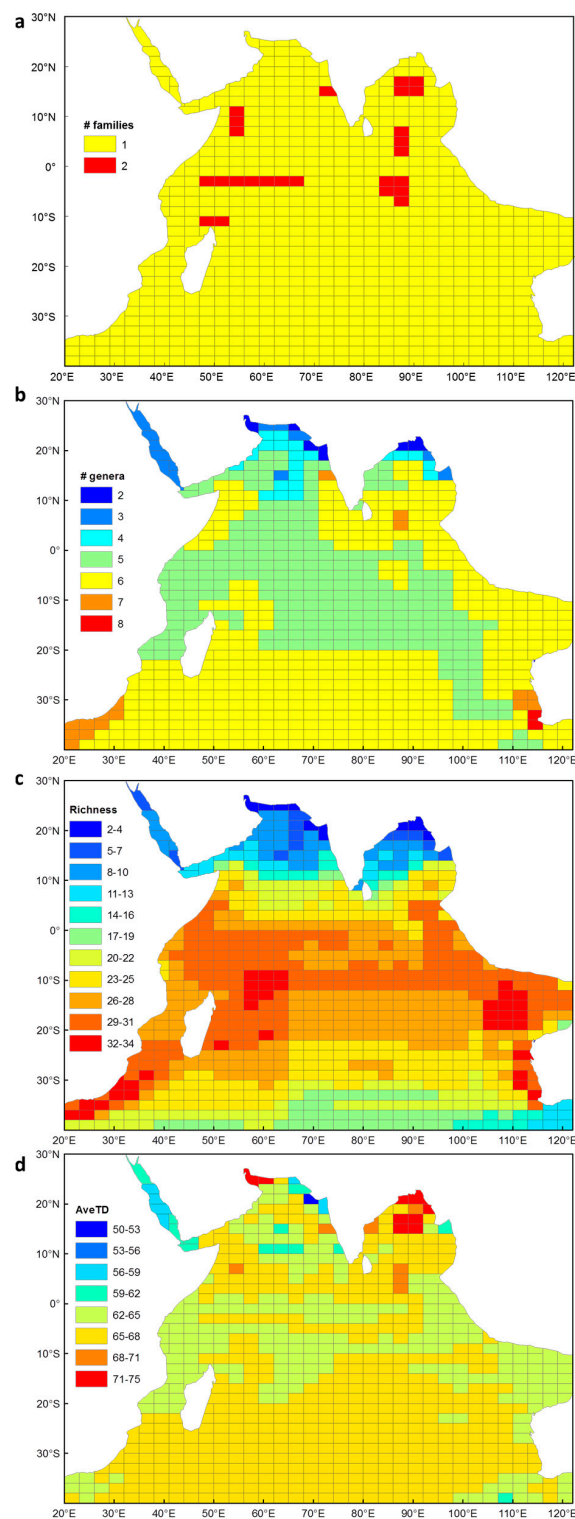 a
30°N
20°N
10°N
0°
10°S
20°S
30°S
# families
1
2
20°E 30°E 40°E 50°E 60°E 70°E 80°E 90°E 100°E 110°E 120°E
b
30°N
20°N
10°N
0°
10°S
20°S
30°S
# genera
2
3
4
5
6
7
8
20°E 30°E 40°E 50°E 60°E 70°E 80°E 90°E 100°E 110°E 120°E
c
30°N
20°N
10°N
0°
10°S
20°S
30°S
Richness
2-4
5-7
8-10
11-13
14-16
17-19
20-22
23-25
26-28
29-31
32-34
20°E 30°E 40°E 50°E 60°E 70°E 80°E 90°E 100°E 110°E 120°E
d
30°N
20°N
10°N
0°
10°S
20°S
30°S
AveTD
50-53
53-56
56-59
59-62
62-65
65-68
68-71
71-75
20°E 30°E 40°E 50°E 60°E 70°E 80°E 90°E 100°E 110°E 120°E